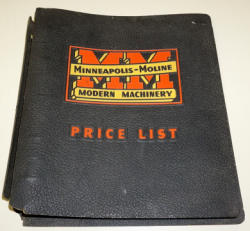 MM
MINNEAPOLIS-MOLINE
MODERN MACHINERY
PRICE LIST